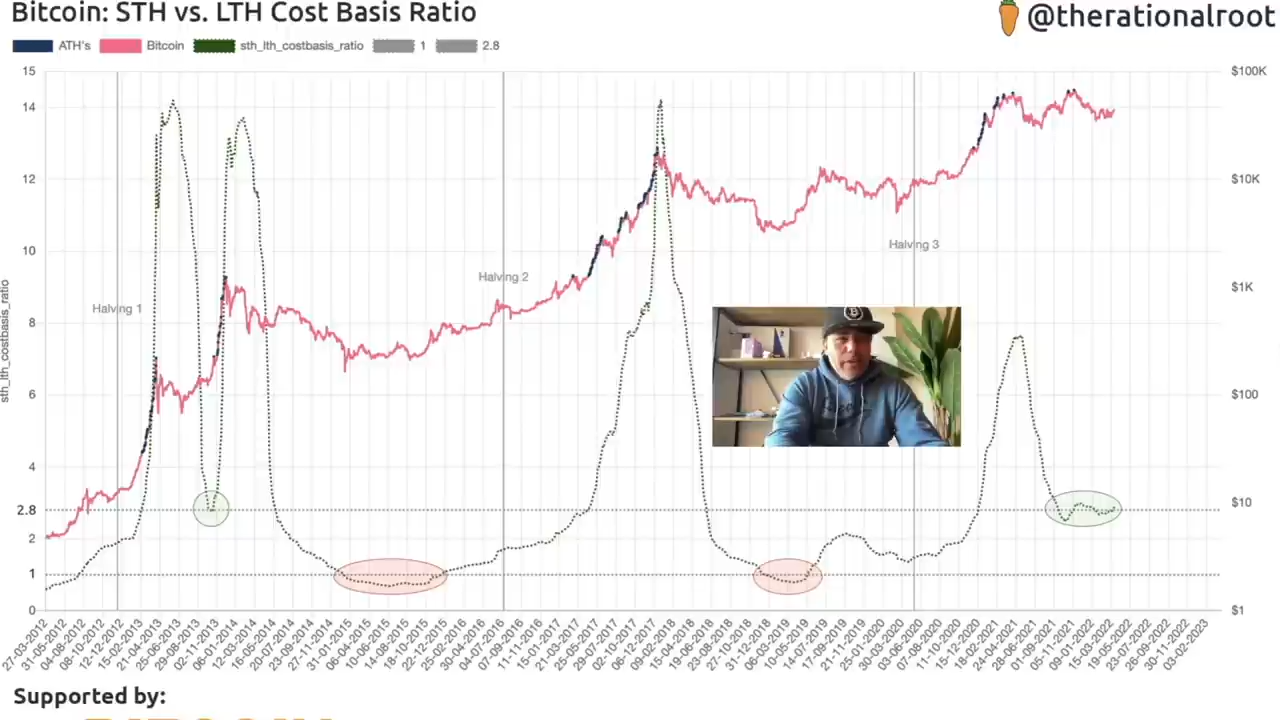 Bitcoin: STH vs. LTH Cost Basis Ratio
@therationalroot
ATH's Bitcoin sth_lth_costbasis_ratio 1 2.8
15 $100K
14
12 $10K
10
Halving 3
Halving 2
$1K
Halving 1
8
sth_lth_costbasis_ratio
6 $100
4
$10
2.8
2
1
0 $1
27-03-2012 31-05-2012 04-08-2012 08-10-2012 12-12-2012 15-02-2013 21-04-2013 25-06-2013 29-08-2013 02-11-2013 06-01-2014 12-03-2014 16-05-2014 20-07-2014 23-09-2014 27-11-2014 31-01-2015 06-04-2015 10-06-2015 14-08-2015 18-10-2015 22-12-2015 25-02-2016 30-04-2016 04-07-2016 07-09-2016 11-11-2016 15-01-2017 21-03-2017 25-05-2017 29-07-2017 02-10-2017 06-12-2017 09-02-2018 15-04-2018 19-06-2018 23-08-2018 27-10-2018 31-12-2018 06-03-2019 10-05-2019 14-07-2019 17-09-2019 21-11-2019 25-01-2020 30-03-2020 03-06-2020 07-08-2020 11-10-2020 15-12-2020 18-02-2021 24-04-2021 28-06-2021 01-09-2021 05-11-2021 09-01-2022 15-03-2022 19-05-2022 23-07-2022 26-09-2022 30-11-2022 03-02-2023
Supported by: